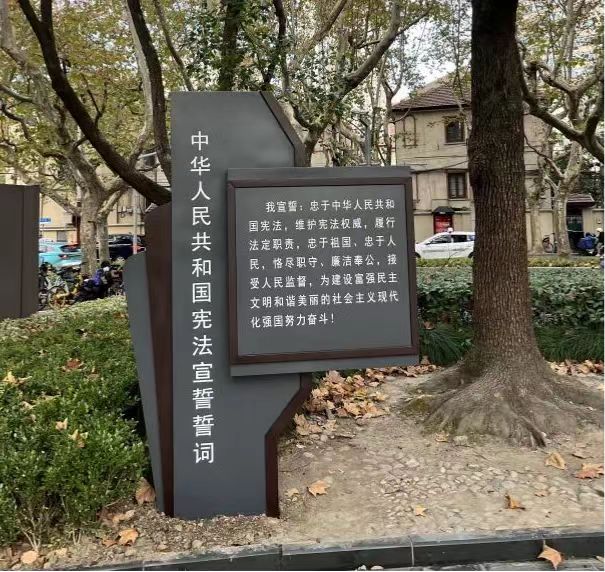 中华人民共和国宪法宣誓誓词
我宣誓：忠于中华人民共和
国宪法，维护宪法权威，履行
法定职责，忠于祖国、忠于人
民，恪尽职守、廉洁奉公，接
受人民监督，为建设富强民主
文明和谐美丽的社会主义现代
化强国努力奋斗！